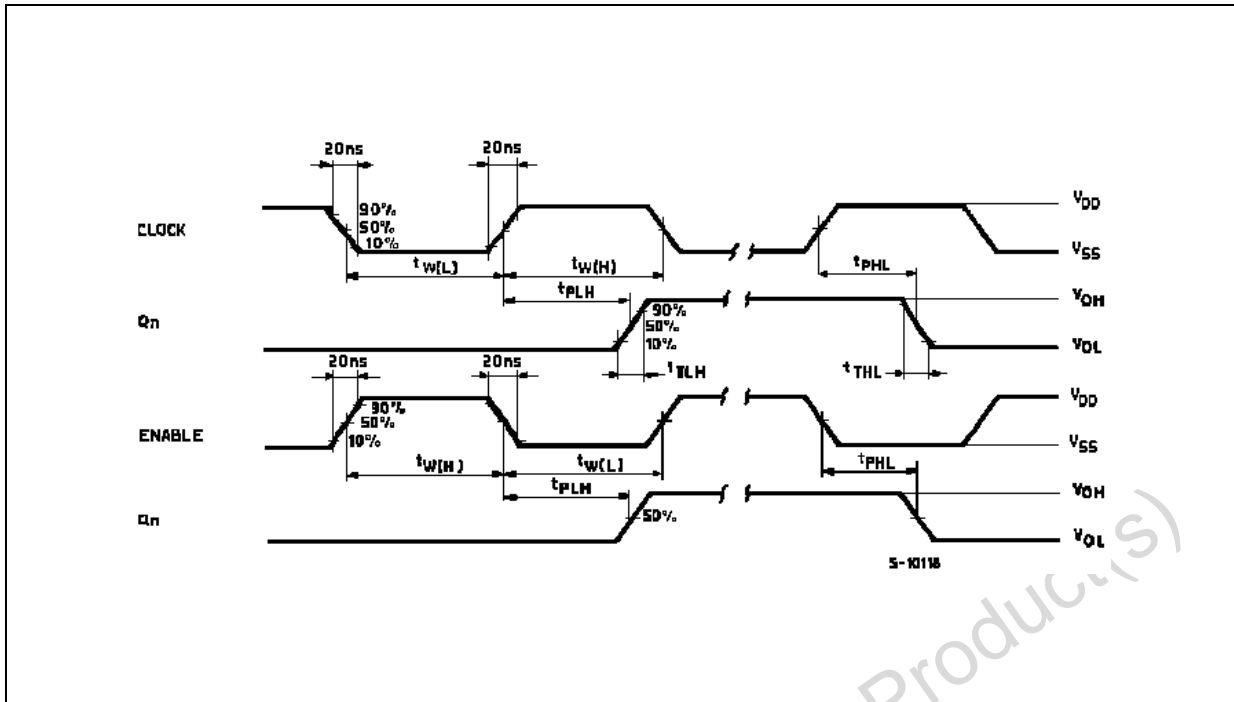 20ns 20ns
CLOCK 90% 50% 10% VDD
VSS
tW(L) tW(H) tPHL
tPLH
Qn 90% 50% 10% VOH
VOL
tTLH tTHL
20ns 20ns
ENABLE 90% 50% 10% VDD
VSS
tW(H) tW(L) tPHL
tPLH
Qn 50% VOH
VOL
S-10118
Product(s)